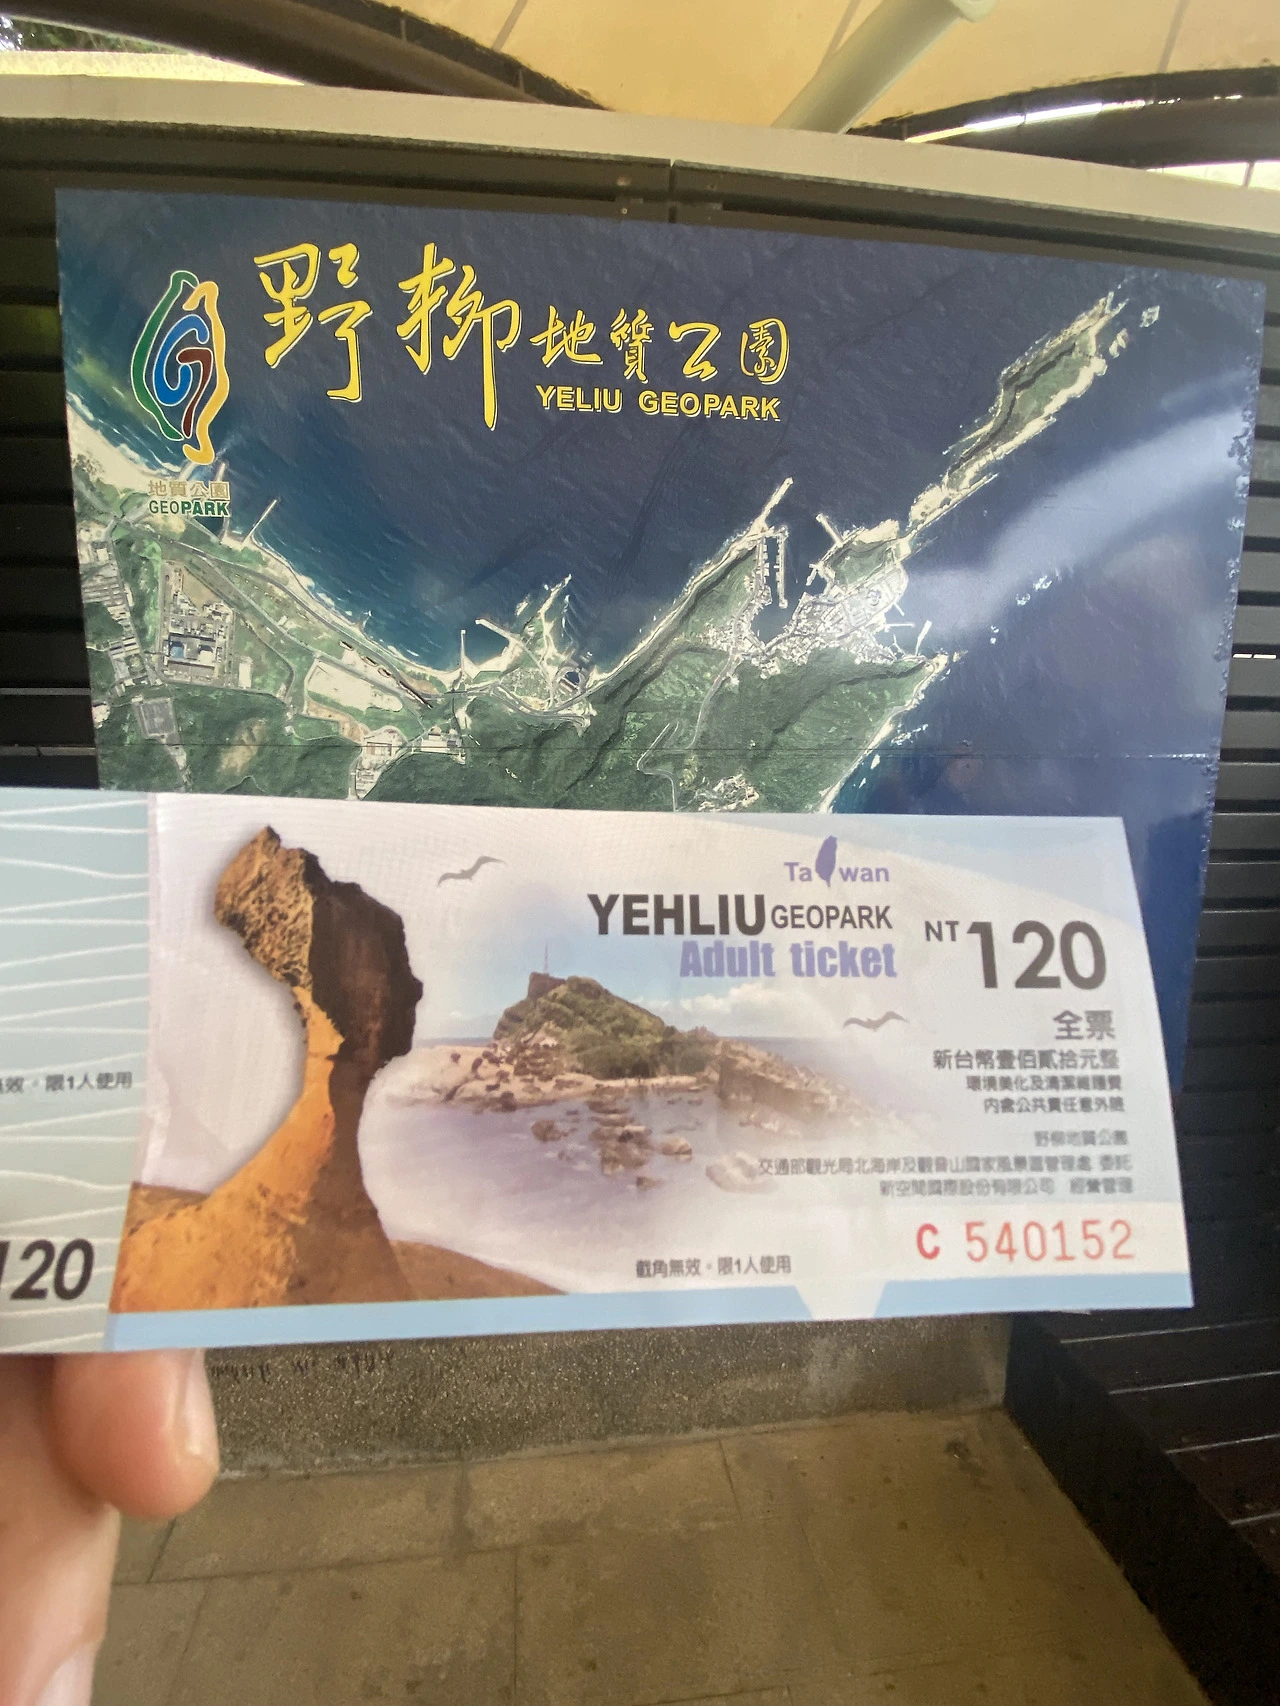 野柳地質公園
YELIU GEOPARK
地質公園
GEOPARK
Taiwan
YEHLIU GEOPARK
Adult ticket
NT 120
全票
新台幣壹佰貳拾元整
環境美化及清潔維護費
內含公共責任意外險
野柳地質公園
交通部觀光局北海岸及觀音山國家風景區管理處 委託
新空間國際股份有限公司 經營管理
C 540152
截角無效。限1人使用
效。限1人使用
120